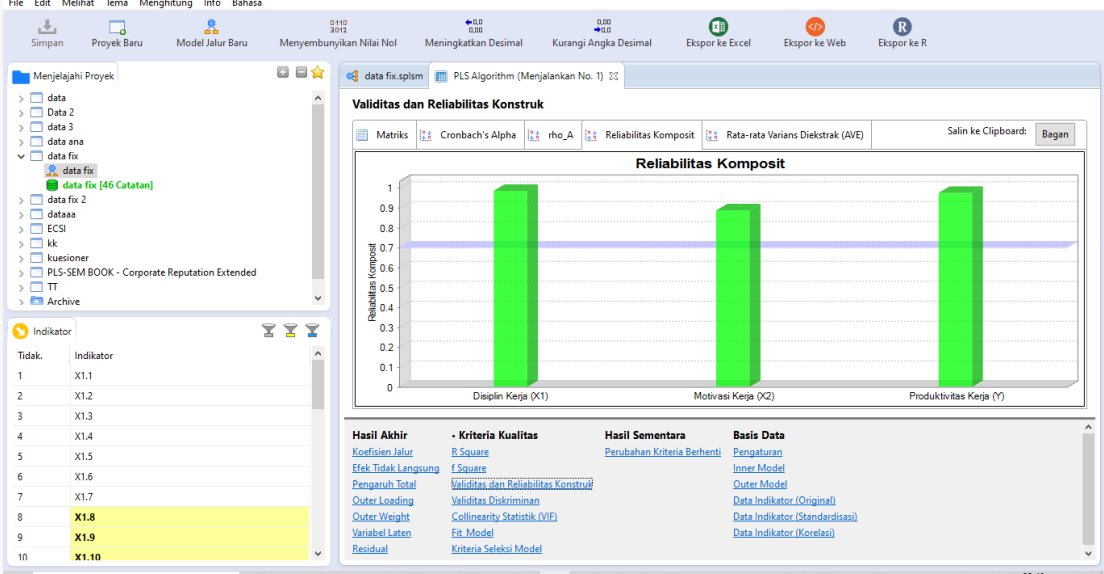 File Edit Melihat Tema Menghitung Info Bahasa
Simpan Proyek Baru Model Jalur Baru Menyembunyikan Nilai Nol Meningkatkan Desimal Kurangi Angka Desimal Ekspor ke Excel Ekspor ke Web Ekspor ke R
Menjelajahi Proyek
data
Data 2
data 3
data ana
data fix
data fix
data fix [46 Catatan]
data fix 2
dataaa
ECSI
kk
kuesioner
PLS-SEM BOOK - Corporate Reputation Extended
TT
Archive
Indikator
Tidak. Indikator
1 X1.1
2 X1.2
3 X1.3
4 X1.4
5 X1.5
6 X1.6
7 X1.7
8 X1.8
9 X1.9
10 X1.10
data fix.splsm PLS Algorithm (Menjalankan No. 1)
Validitas dan Reliabilitas Konstruk
Matriks Cronbach's Alpha rho_A Reliabilitas Komposit Rata-rata Varians Diekstrak (AVE) Salin ke Clipboard: Bagan
Reliabilitas Komposit
Reliabilitas Komposit
1
0.9
0.8
0.7
0.6
0.5
0.4
0.3
0.2
0.1
0
Disiplin Kerja (X1) Motivasi Kerja (X2) Produktivitas Kerja (Y)
Hasil Akhir • Kriteria Kualitas Hasil Sementara Basis Data
Koefisien Jalur R Square Perubahan Kriteria Berhenti Pengaturan
Efek Tidak Langsung f Square Inner Model
Pengaruh Total Validitas dan Reliabilitas Konstruk Outer Model
Outer Loading Validitas Diskriminan Data Indikator (Original)
Outer Weight Collinearity Statistik (VIF) Data Indikator (Standardisasi)
Variabel Laten Fit Model Data Indikator (Korelasi)
Residual Kriteria Seleksi Model